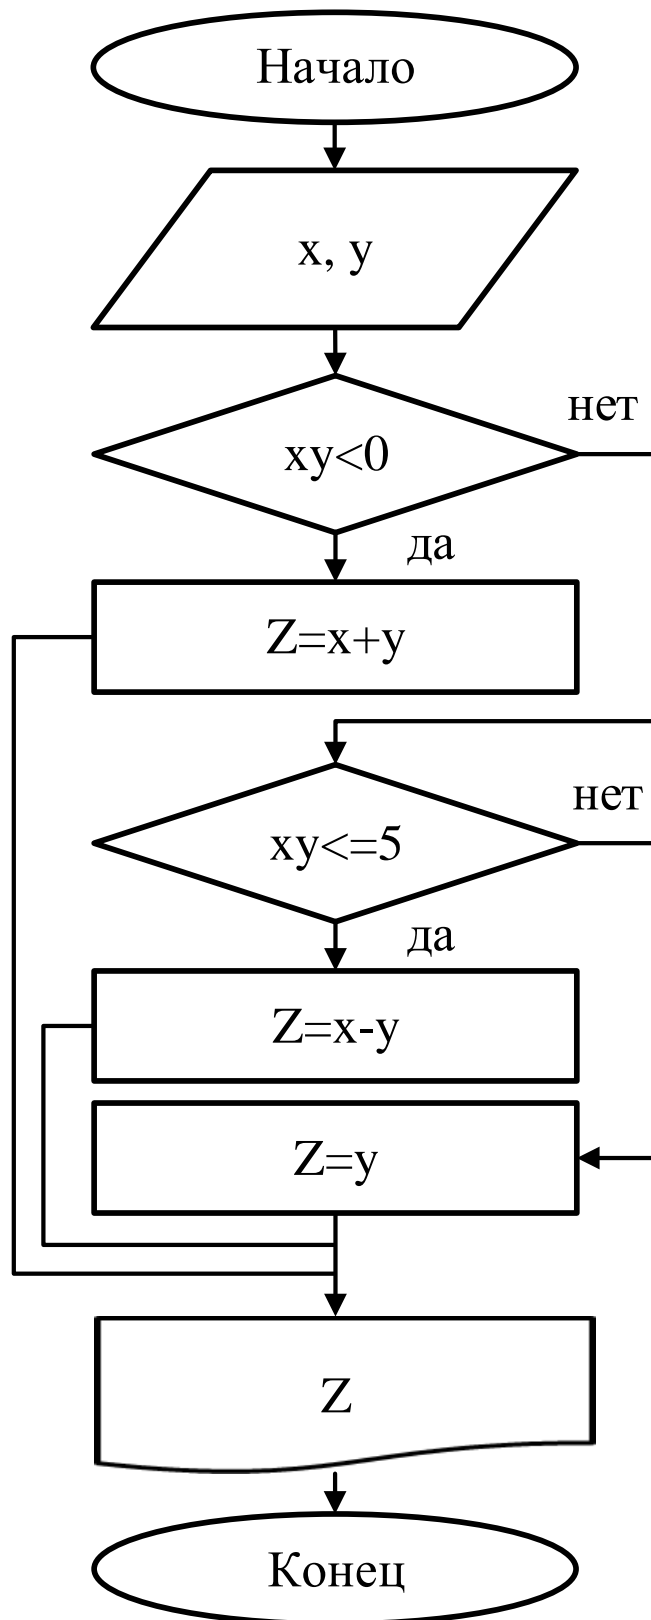 Начало
x, y
нет
xy<0
да
Z=x+y
нет
xy<=5
да
Z=x-y
Z=y
Z
Конец